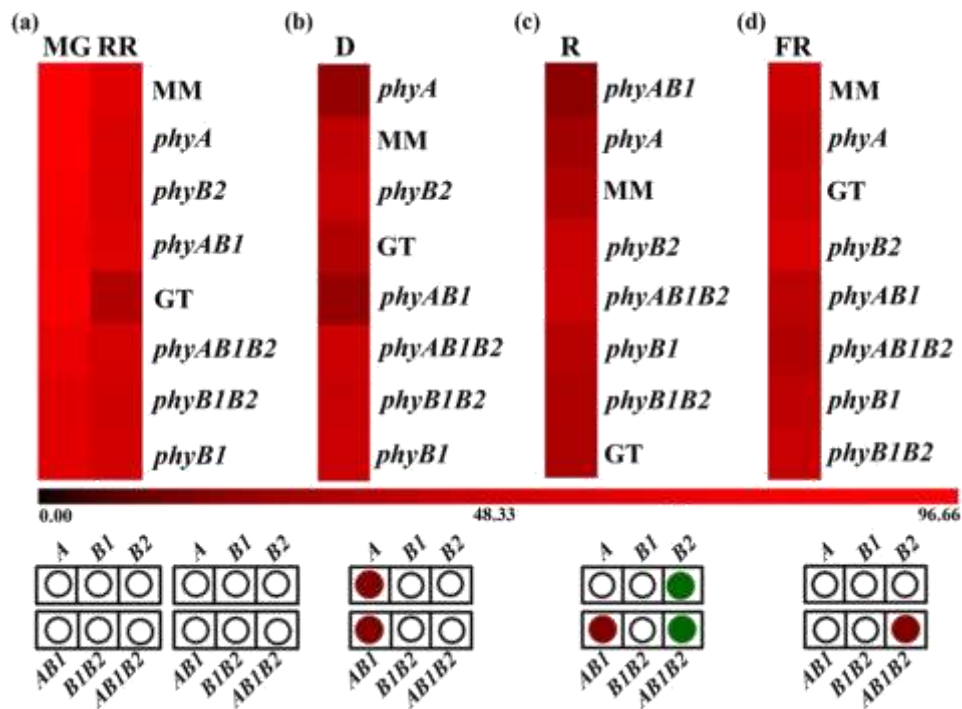 (a) (b) (c) (d)
MG RR D R FR
MM phyA phyAB1 MM
phyA MM phyA phyA
phyB2 phyB2 MM GT
phyAB1 GT phyB2 phyB2
GT phyAB1 phyAB1B2 phyAB1
phyAB1B2 phyAB1B2 phyB1 phyAB1B2
phyB1B2 phyB1B2 phyB1B2 phyB1
phyB1 phyB1 GT phyB1B2
0.00 48.33 96.66
A B1 B2 A B1 B2 A B1 B2 A B1 B2 A B1 B2
AB1 B1B2 AB1B2 AB1 B1B2 AB1B2 AB1 B1B2 AB1B2 AB1 B1B2 AB1B2 AB1 B1B2 AB1B2